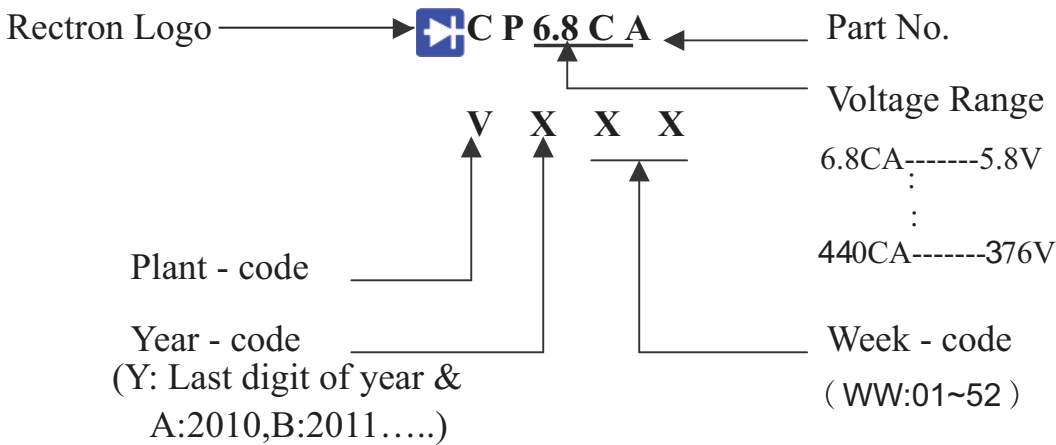 Rectron Logo
C P 6.8 C A
Part No.
Voltage Range
V X X X
6.8CA-------5.8V
:
:
440CA-------376V
Plant - code
Year - code
(Y: Last digit of year &
A:2010,B:2011…..)
Week - code
（WW:01~52）